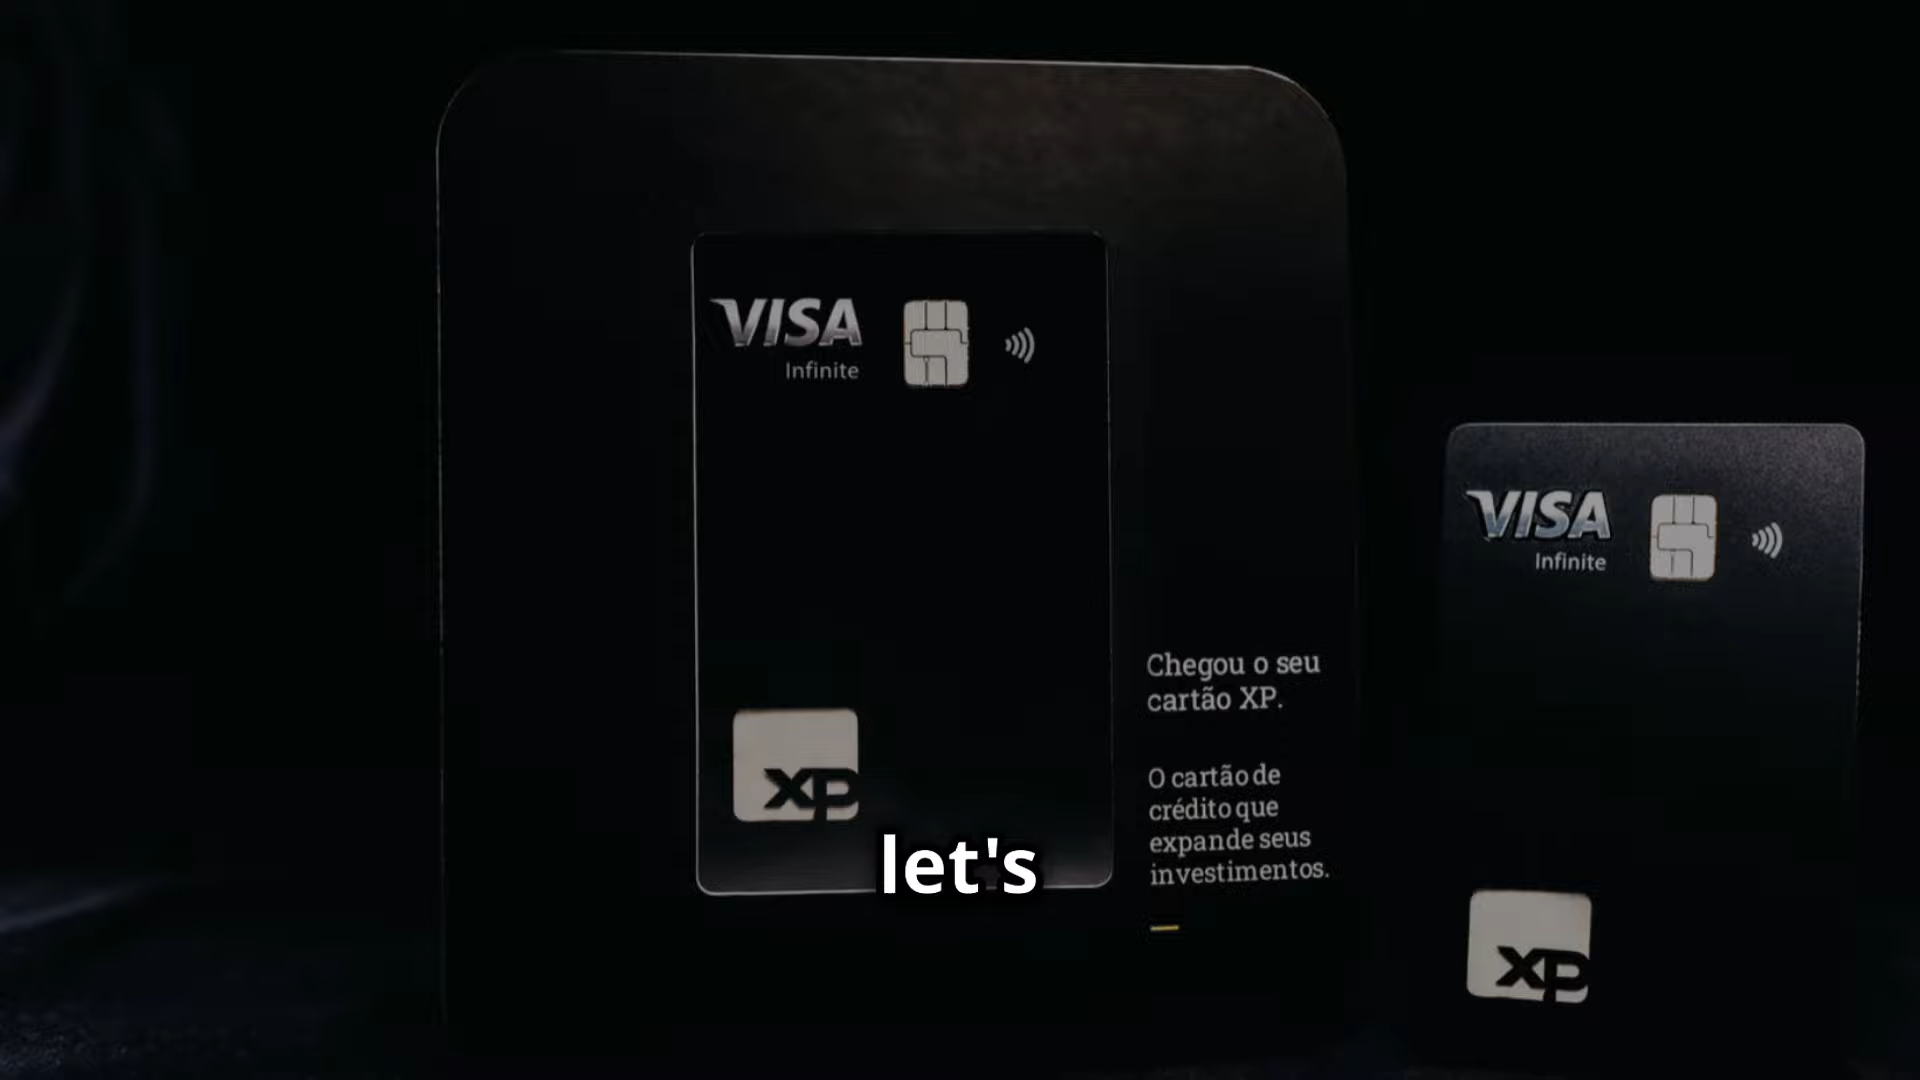 VISA
Infinite
xp
Chegou o seu
cartão XP.
O cartão de
crédito que
expande seus
investimentos.
let's
VISA
Infinite
xp